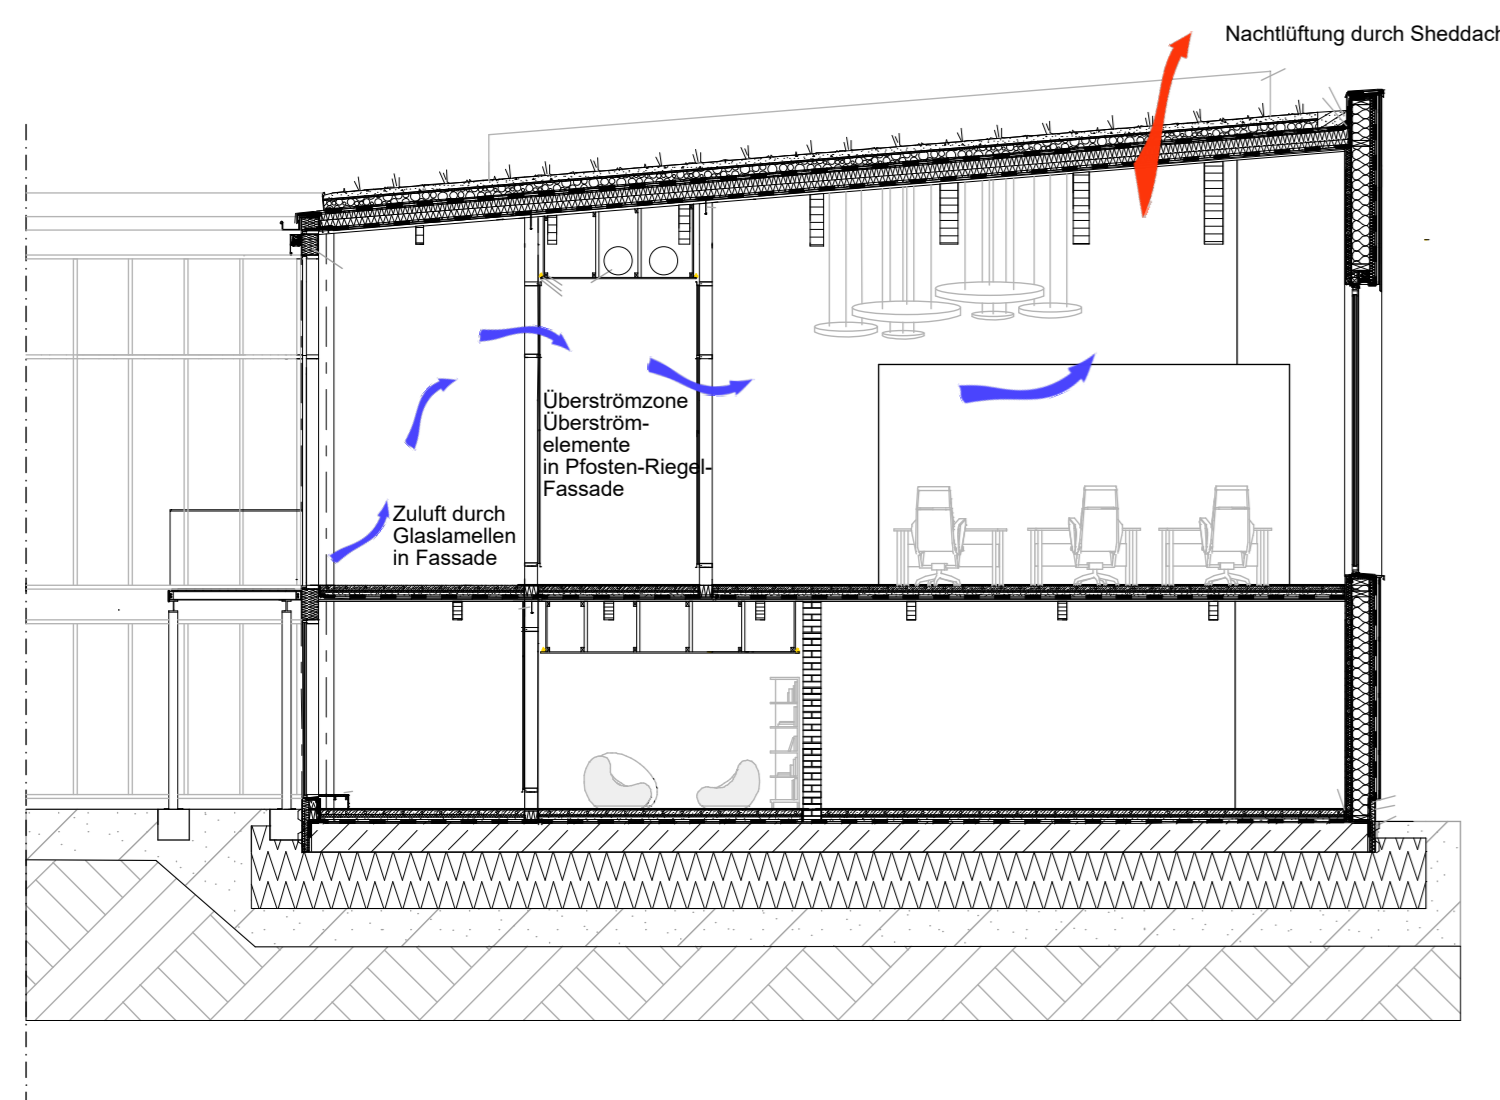 Nachtlüftung durch Sheddach
Überströmzone
Überström-
elemente
in Pfosten-Riegel-
Fassade
Zuluft durch
Glaslamellen
in Fassade